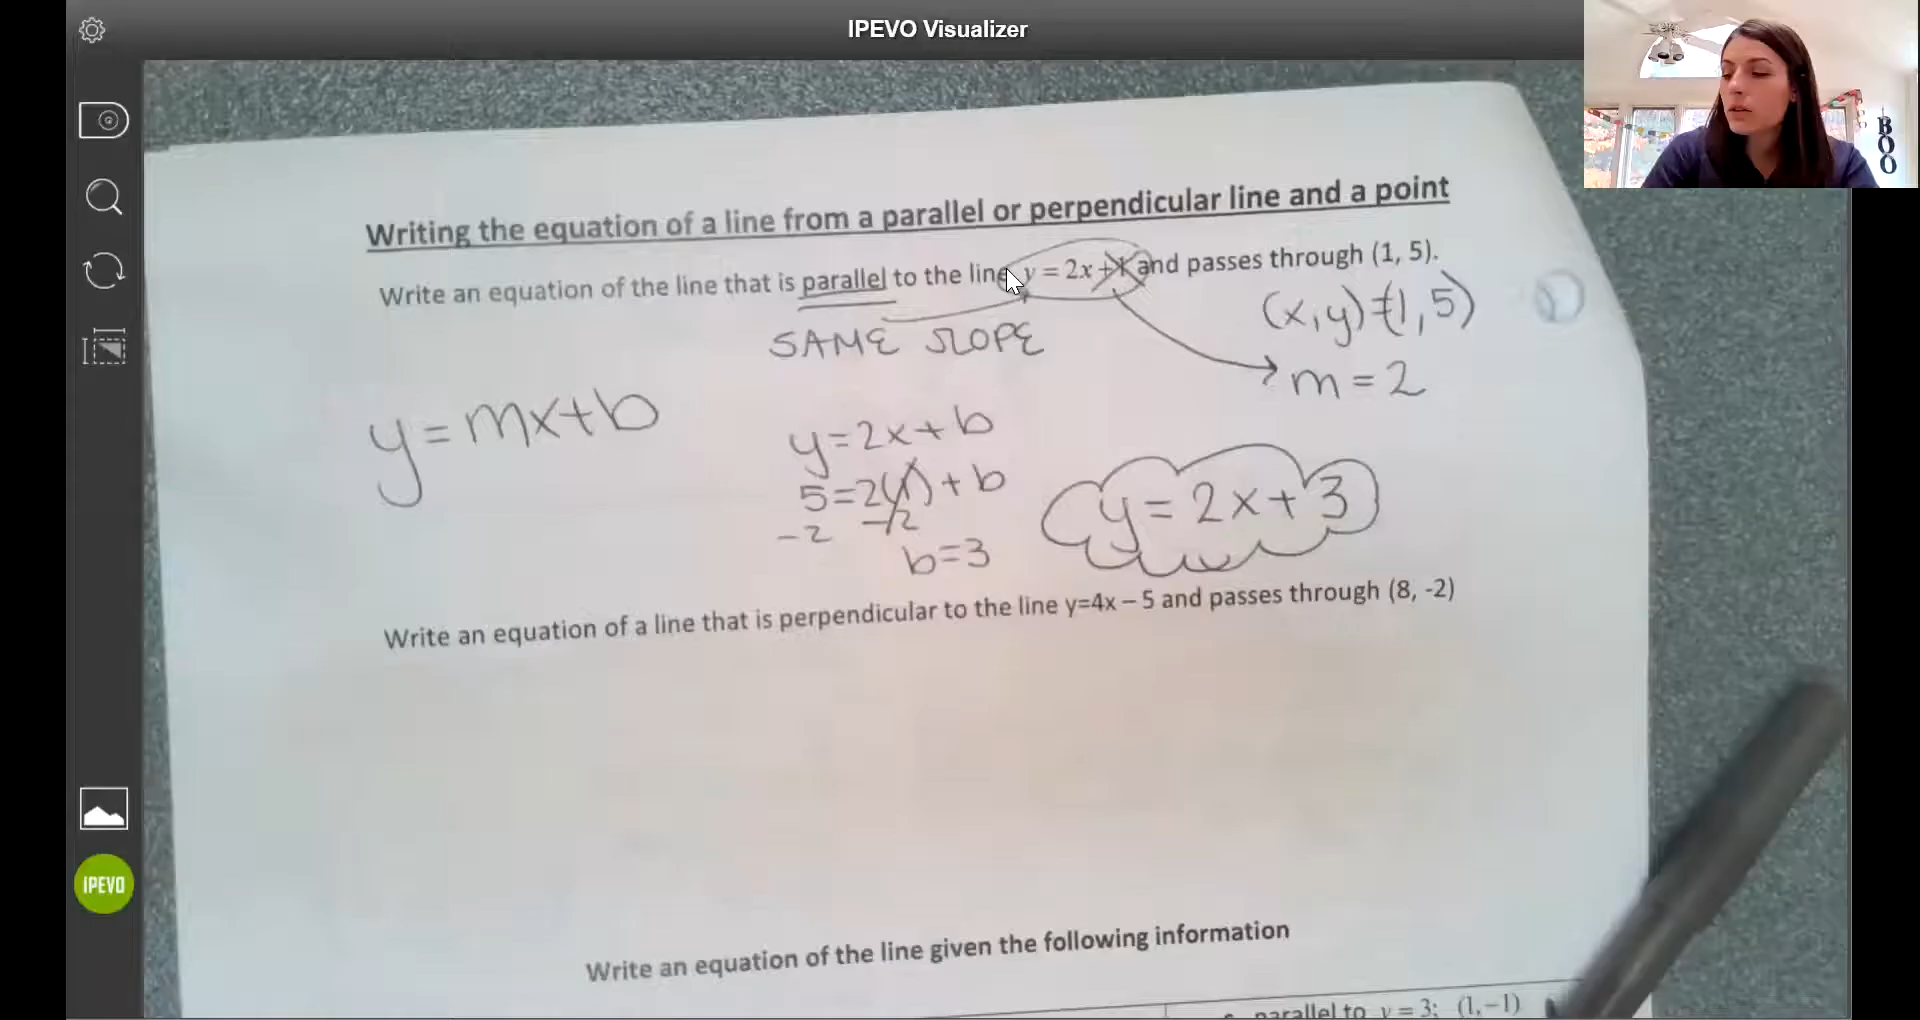 IPEVO Visualizer
BOO
Writing the equation of a line from a parallel or perpendicular line and a point
Write an equation of the line that is parallel to the line y = 2x + and passes through (1, 5).
(x,y)=(1,5)
SAME SLOPE
m = 2
y=mx+b
y=2x+b
5=2(1)+b
-2 -2
b=3
y=2x+3
Write an equation of a line that is perpendicular to the line y=4x – 5 and passes through (8, -2)
iPEVO
Write an equation of the line given the following information
parallel to y = 3; (1,-1)